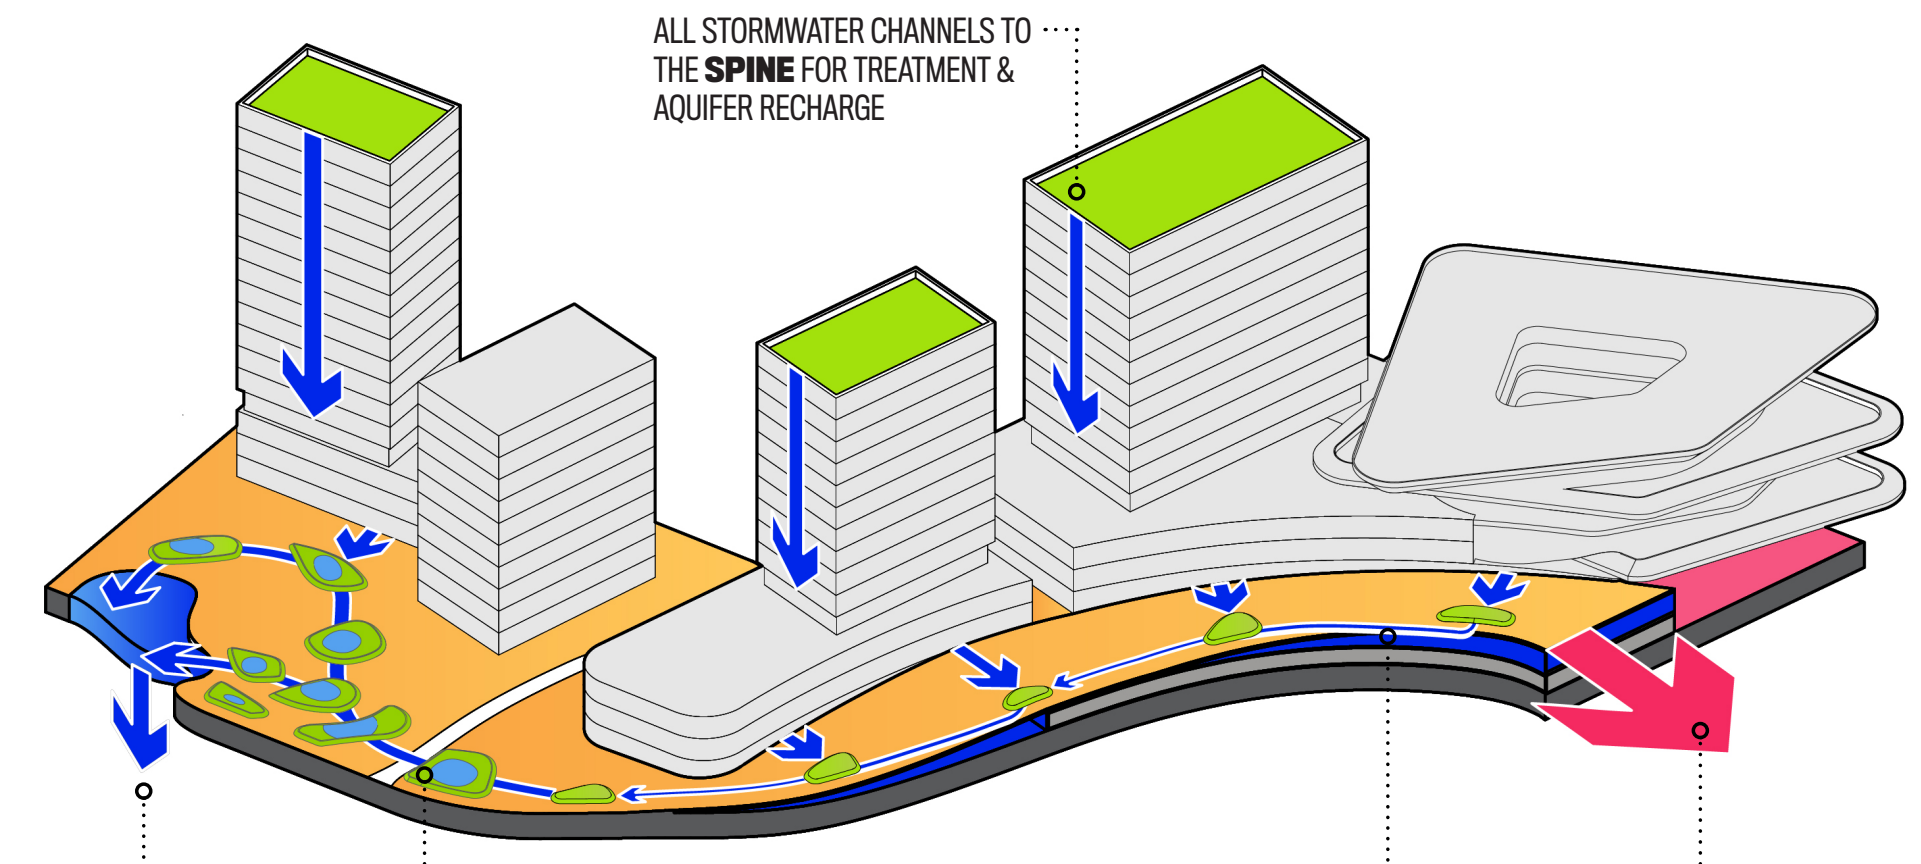 ALL STORMWATER CHANNELS TO
THE SPINE FOR TREATMENT &
AQUIFER RECHARGE